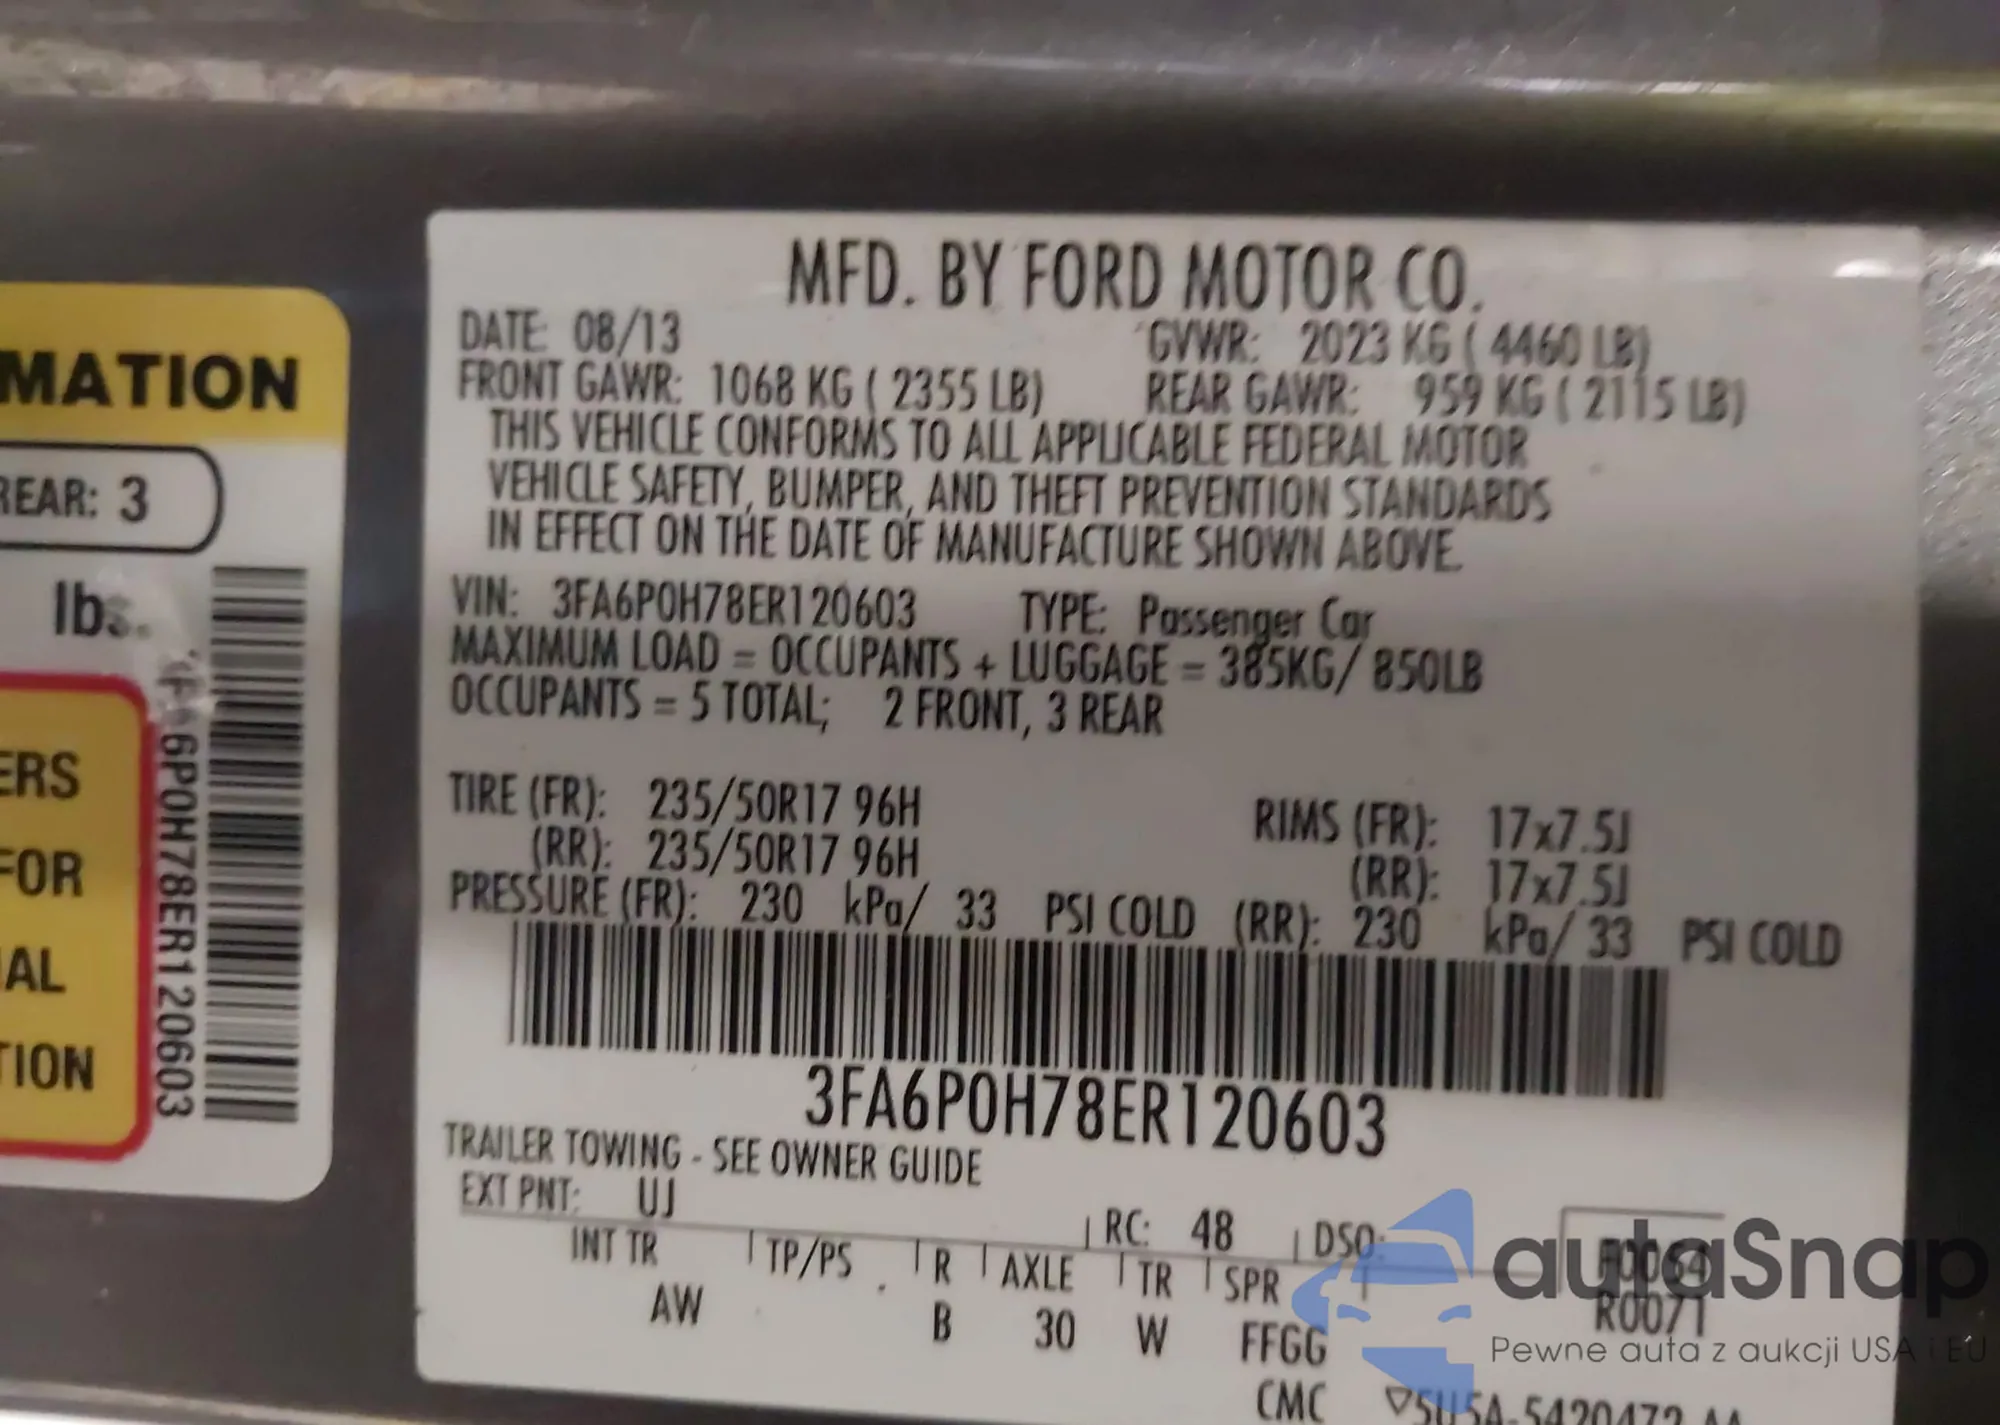 MATION
REAR: 3
lbs.
ERS
FOR
TION
6P0H78ER120603
MFD. BY FORD MOTOR CO.
DATE: 08/13 GVWR: 2023 KG ( 4460 LB)
FRONT GAWR: 1068 KG ( 2355 LB) REAR GAWR: 959 KG ( 2115 LB)
THIS VEHICLE CONFORMS TO ALL APPLICABLE FEDERAL MOTOR
VEHICLE SAFETY, BUMPER, AND THEFT PREVENTION STANDARDS
IN EFFECT ON THE DATE OF MANUFACTURE SHOWN ABOVE.
VIN: 3FA6P0H78ER120603 TYPE: Passenger Car
MAXIMUM LOAD = OCCUPANTS + LUGGAGE = 385KG/ 850LB
OCCUPANTS = 5 TOTAL; 2 FRONT, 3 REAR
TIRE (FR): 235/50R17 96H RIMS (FR): 17x7.5J
(RR): 235/50R17 96H (RR): 17x7.5J
PRESSURE (FR): 230 kPa/ 33 PSI COLD (RR): 230 kPa/ 33 PSI COLD
3FA6P0H78ER120603
TRAILER TOWING - SEE OWNER GUIDE
EXT PNT: UJ RC: 48 DSO:
INT TR TP/PS R AXLE TR SPR
AW B 30 W FFGG
R0071
CMC
autaSnap
Pewne auta z aukcji USA i EU